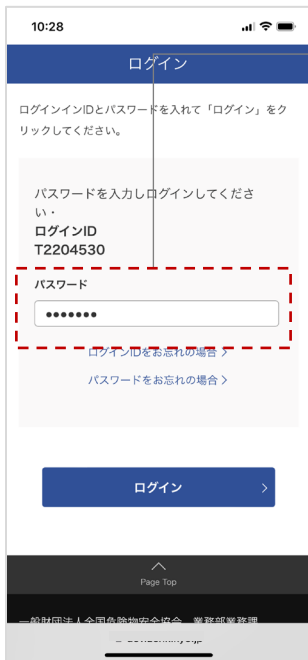 10:28
ログイン
ログインインIDとパスワードを入れて「ログイン」をク
リックしてください。
パスワードを入力しログインしてくださ
い・
ログインID
T2204530
パスワード
•••••••
ログインIDをお忘れの場合 >
パスワードをお忘れの場合 >
ログイン >
Page Top
一般財団法人全国危険物安全協会 業務部業務課